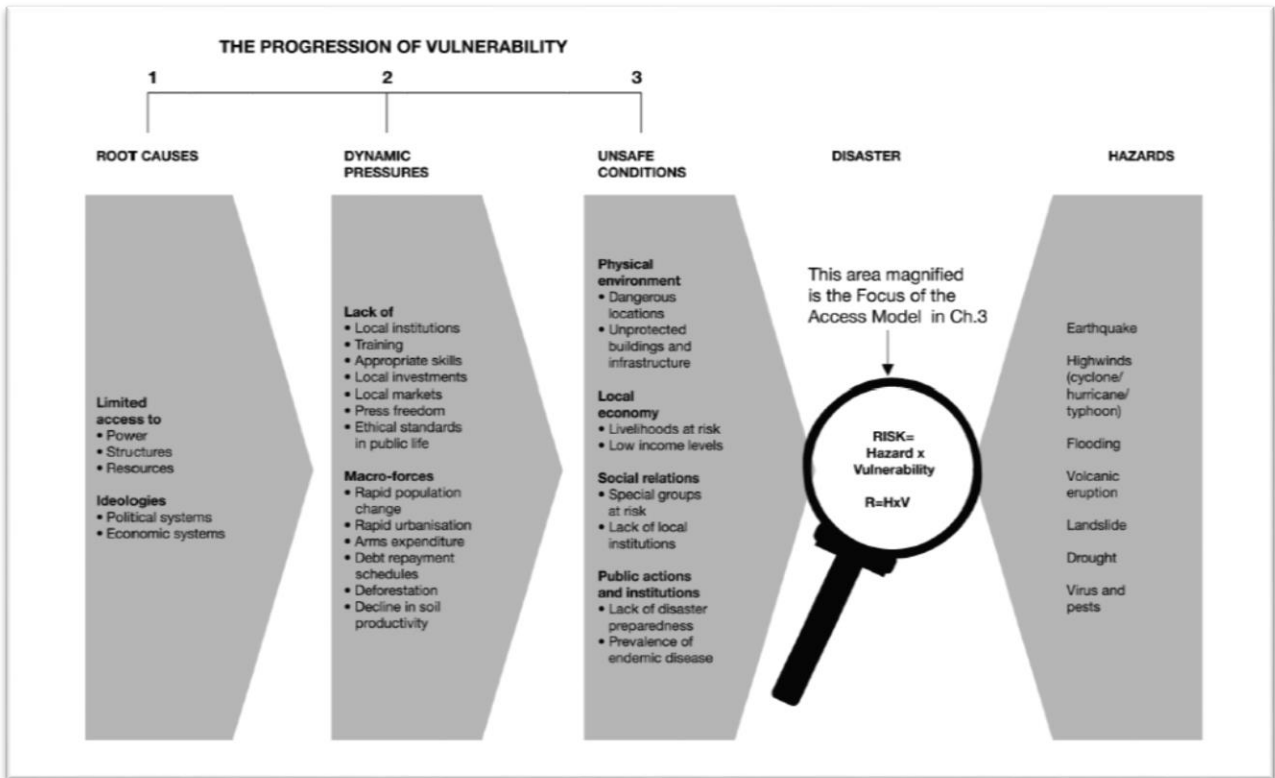 THE PROGRESSION OF VULNERABILITY
1
2
3
ROOT CAUSES
DYNAMIC
PRESSURES
UNSAFE
CONDITIONS
DISASTER
HAZARDS
Limited
access to
• Power
• Structures
• Resources
Ideologies
• Political systems
• Economic systems
Lack of
• Local institutions
• Training
• Appropriate skills
• Local investments
• Local markets
• Press freedom
• Ethical standards
in public life
Macro-forces
• Rapid population
change
• Rapid urbanisation
• Arms expenditure
• Debt repayment
schedules
• Deforestation
• Decline in soil
productivity
Physical
environment
• Dangerous
locations
• Unprotected
buildings and
infrastructure
Local
economy
• Livelihoods at risk
• Low income levels
Social relations
• Special groups
at risk
• Lack of local
institutions
Public actions
and institutions
• Lack of disaster
preparedness
• Prevalence of
endemic disease
This area magnified
is the Focus of the
Access Model in Ch.3
RISK=
Hazard x
Vulnerability
R=HxV
Earthquake
Highwinds
(cyclone/
hurricane/
typhoon)
Flooding
Volcanic
eruption
Landslide
Drought
Virus and
pests